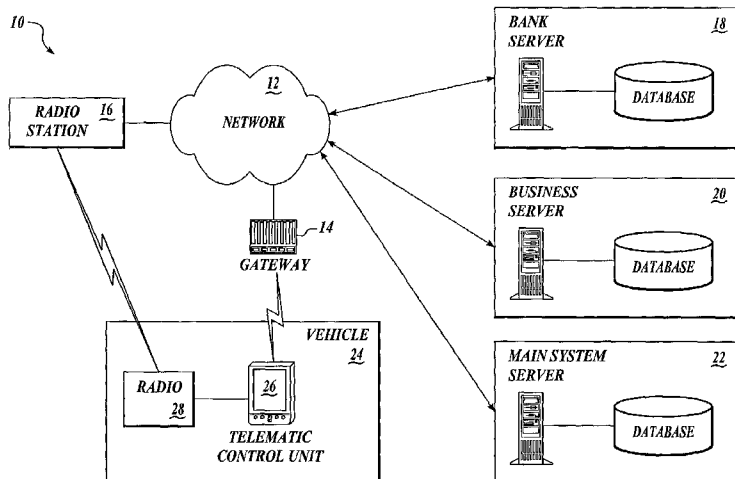 10
RADIO
STATION
16
12
NETWORK
14
GATEWAY
VEHICLE
24
RADIO
28
26
TELEMATIC
CONTROL UNIT
BANK
SERVER
18
DATABASE
BUSINESS
SERVER
20
DATABASE
MAIN SYSTEM
SERVER
22
DATABASE